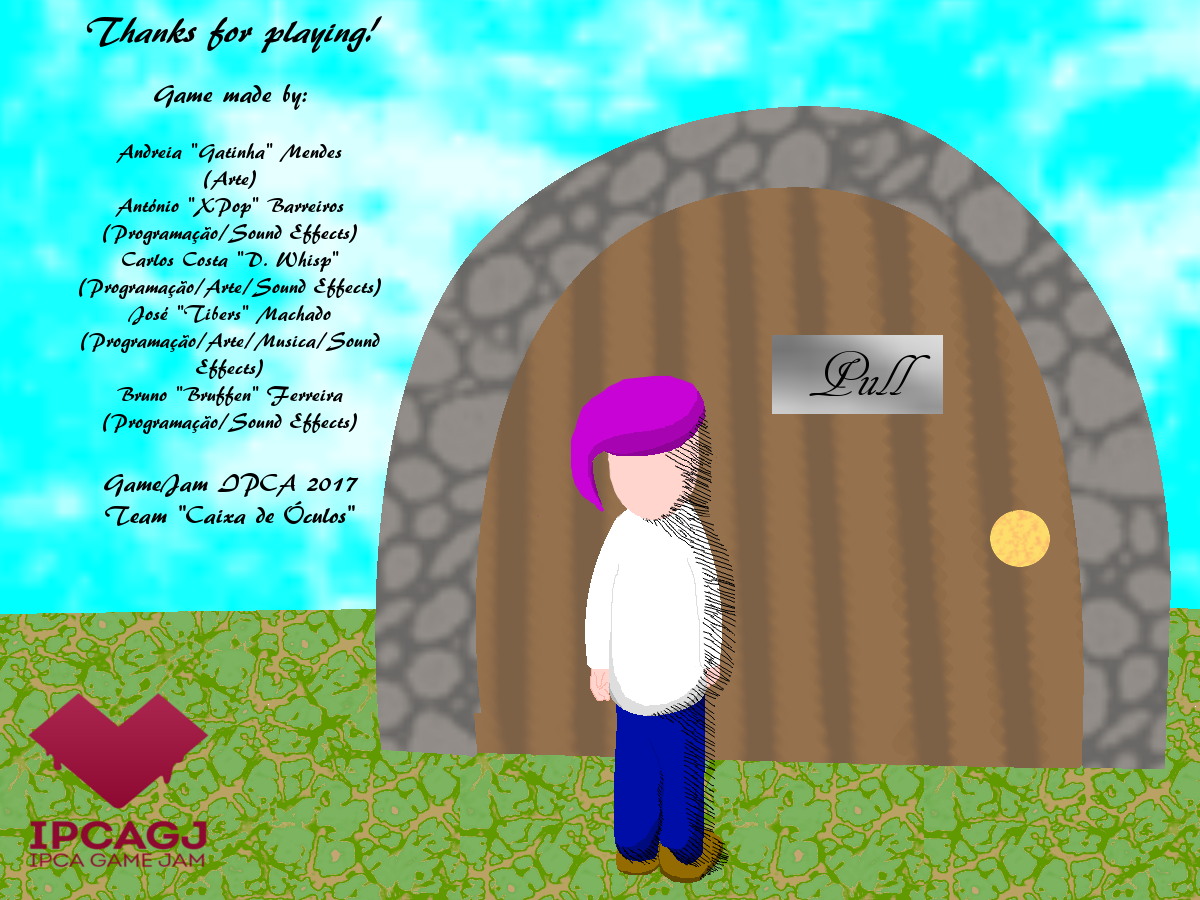 Thanks for playing!
Game made by:
Andreia "Gatinha" Mendes
(Arte)
António "XPop" Barreiros
(Programação/Sound Effects)
Carlos Costa "D. Whisp"
(Programação/Arte/Sound Effects)
José "Tibers" Machado
(Programação/Arte/Musica/Sound
Effects)
Bruno "Bruffen" Ferreira
(Programação/Sound Effects)
GameJam IPCA 2017
Team "Caixa de Óculos"
Pull
IPCAGJ
IPCA GAME JAM